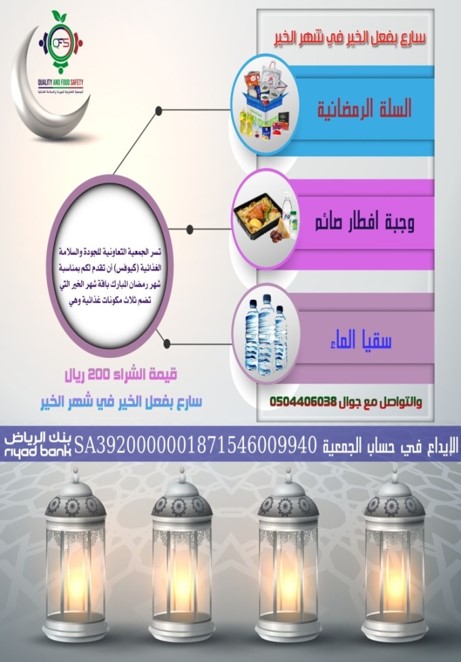 سارع بفعل الخير في شهر الخير
QFS
QUALITY AND FOOD SAFETY
السلة الرمضانية
وجبة افطار صائم
سقيا الماء
تسر الجمعية التعاونية للجودة والسلامة
الغذائية (كيوفس) أن تقدم لكم بمناسبة
شهر رمضان المبارك باقة شهر الخير التي
تضم ثلاث مكونات غذائية وهي
قيمة الشراء 200 ريال
سارع بفعل الخير في شهر الخير
والتواصل مع جوال 0504406038
الإيداع في حساب الجمعية SA3920000001871546009940
بنك الرياض
rıyad bank